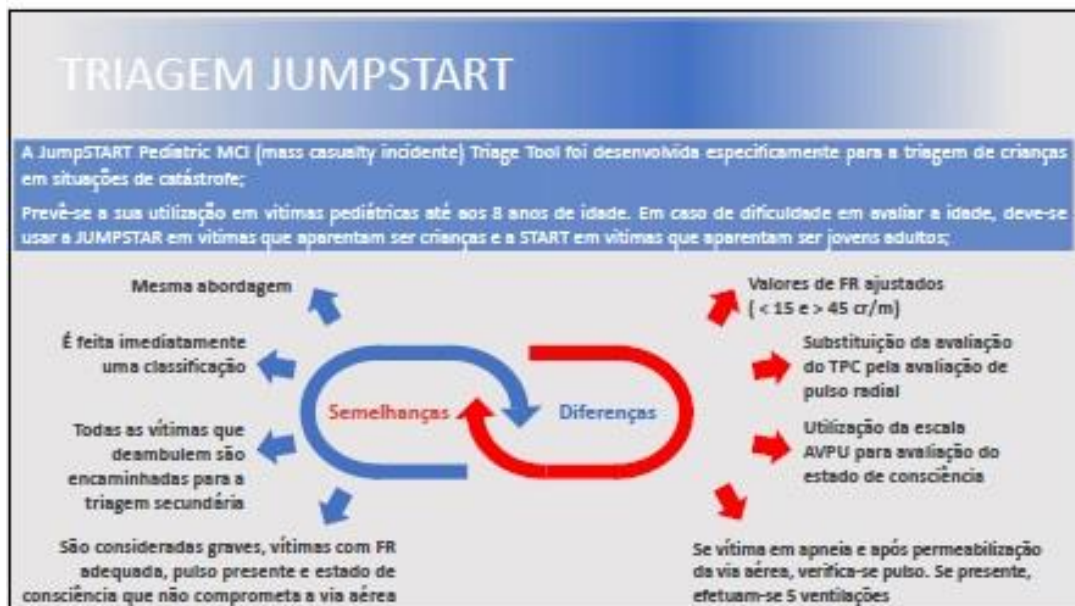 TRIAGEM JUMPSTART
A JumpSTART Pediatric MCI (mass casualty incidente) Triage Tool foi desenvolvida especificamente para a triagem de crianças
em situações de catástrofe;
Prevê-se a sua utilização em vítimas pediátricas até aos 8 anos de idade. Em caso de dificuldade em avaliar a idade, deve-se
usar a JUMPSTAR em vítimas que aparentam ser crianças e a START em vítimas que aparentam ser jovens adultos;
Mesma abordagem
É feita imediatamente
uma classificação
Todas as vítimas que
deambulem são
encaminhadas para a
triagem secundária
São consideradas graves, vítimas com FR
adequada, pulso presente e estado de
consciência que não comprometa a via aérea
Semelhanças
Diferenças
Valores de FR ajustados
( < 15 e > 45 cr/m)
Substituição da avaliação
do TPC pela avaliação de
pulso radial
Utilização da escala
AVPU para avaliação do
estado de consciência
Se vítima em apneia e após permeabilização
da via aérea, verifica-se pulso. Se presente,
efetuam-se 5 ventilações